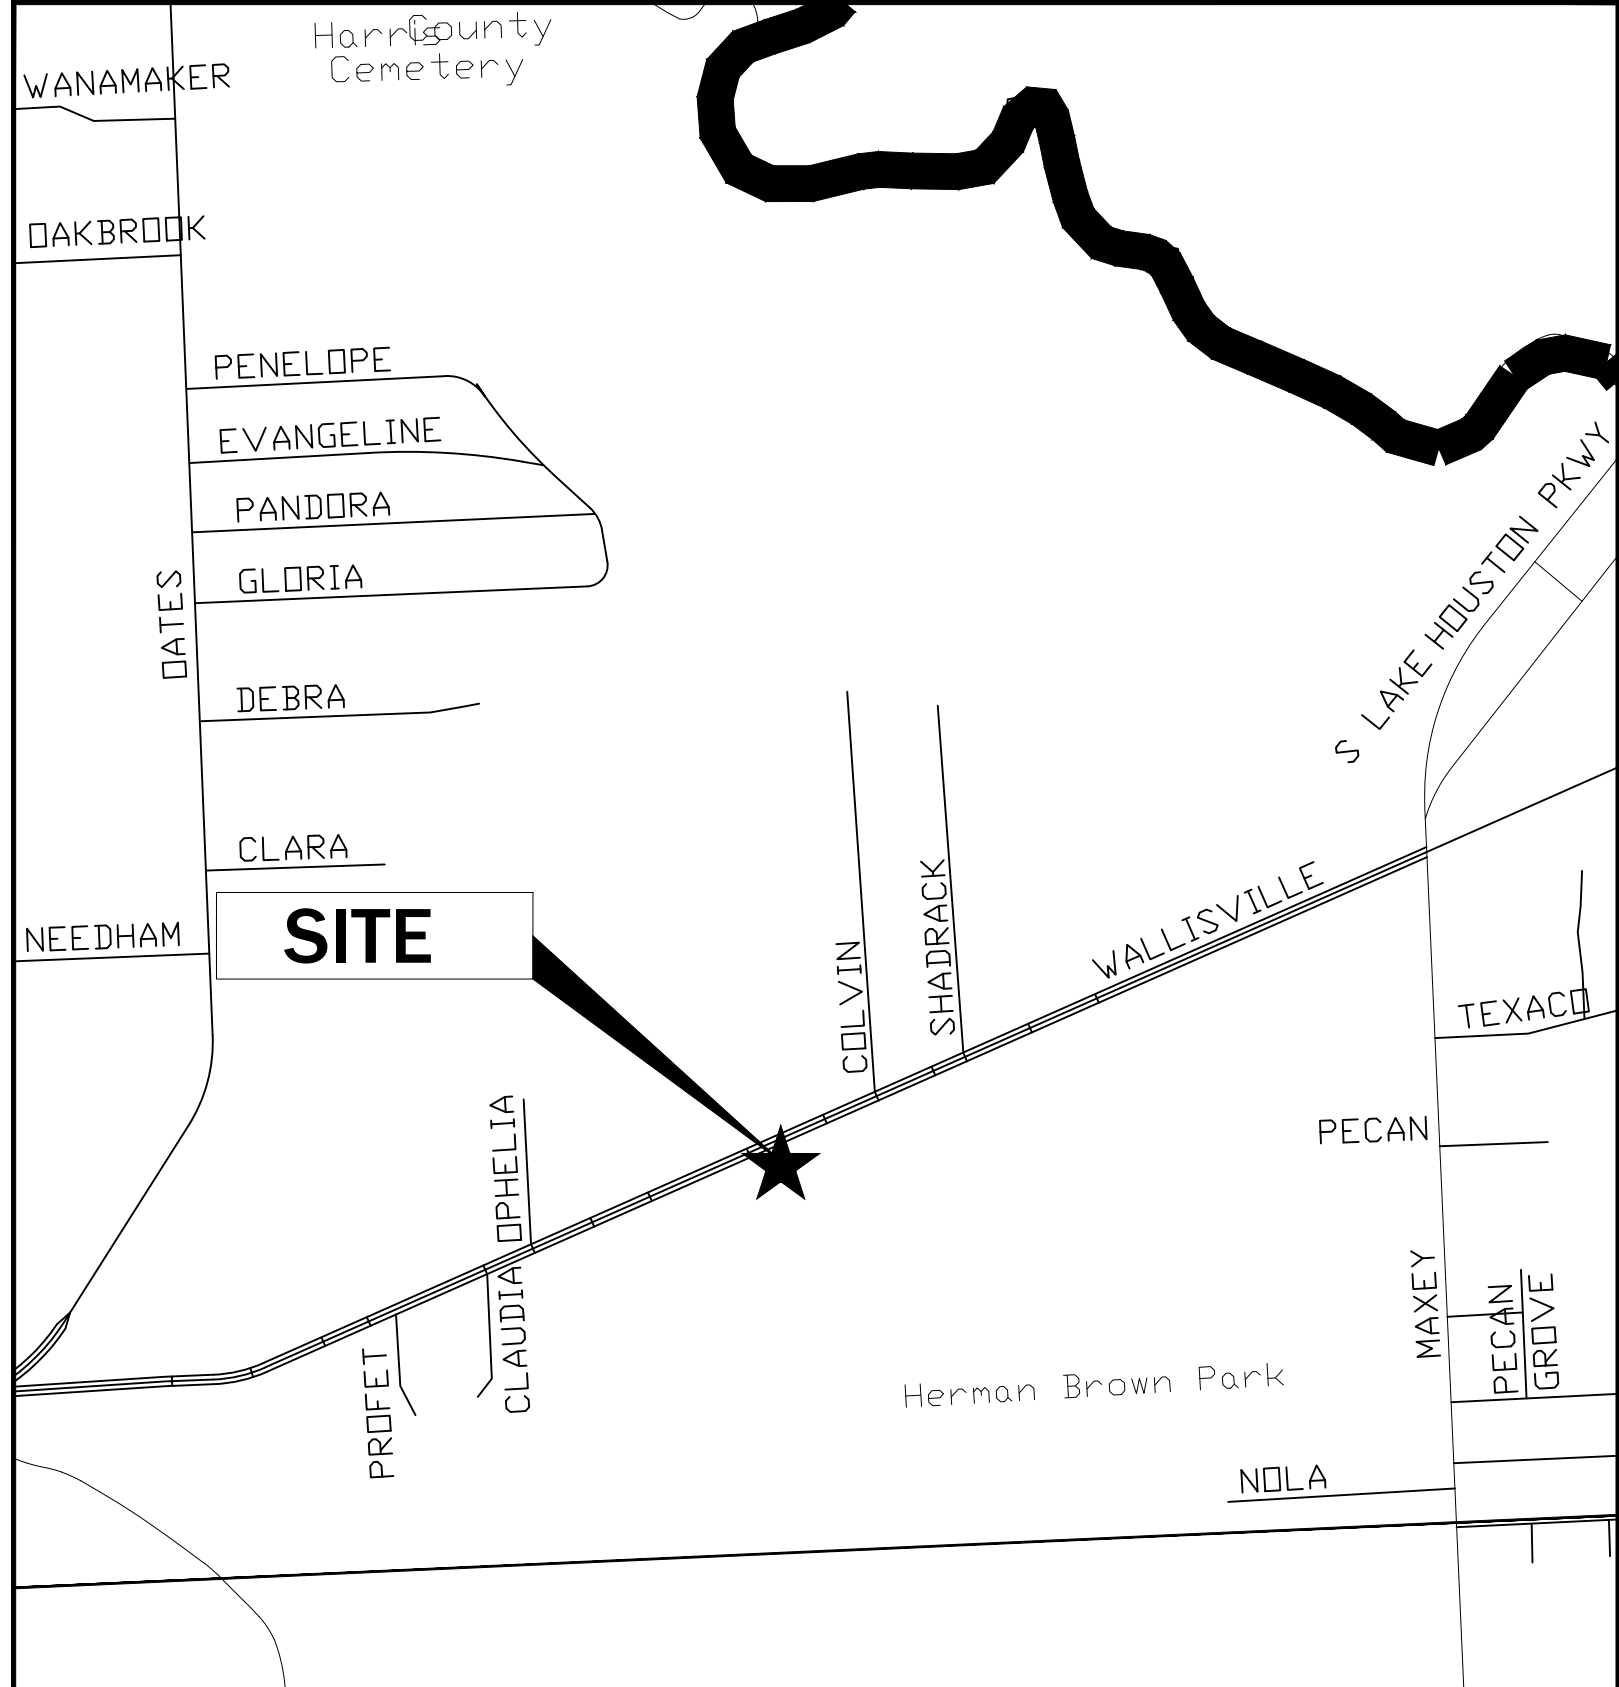 Harris County
Cemetery
WANAMAKER
OAKBROOK
PENELOPE
EVANGELINE
PANDORA
GLORIA
OATES
DEBRA
S LAKE HOUSTON PKWY
CLARA
SITE
NEEDHAM
COLVIN
SHADRACK
WALLISVILLE
TEXACO
PECAN
OPHELIA
CLAUDIA
PROFET
MAXEY
PECAN
GROVE
Herman Brown Park
NOLA